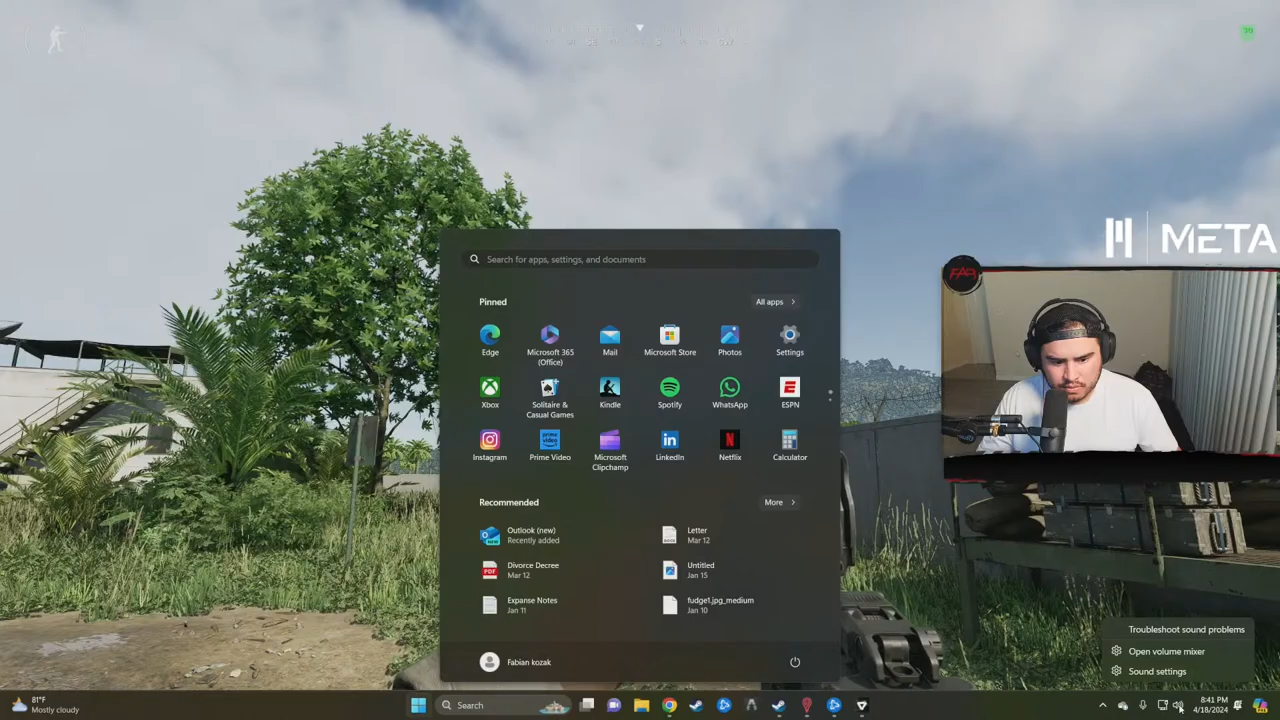 39
META
FAR
Search for apps, settings, and documents
Pinned
All apps
Edge
Microsoft 365
(Office)
Mail
Microsoft Store
Photos
Settings
Xbox
Solitaire &
Casual Games
Kindle
Spotify
WhatsApp
ESPN
Instagram
Prime Video
Microsoft
Clipchamp
LinkedIn
Netflix
Calculator
Recommended
More
Outlook (new)
Recently added
Letter
Mar 12
Divorce Decree
Mar 12
Untitled
Jan 15
Expanse Notes
Jan 11
fudge1.jpg_medium
Jan 10
Fabian kozak
Troubleshoot sound problems
Open volume mixer
Sound settings
81°F
Mostly cloudy
Search
8:41 PM
4/18/2024